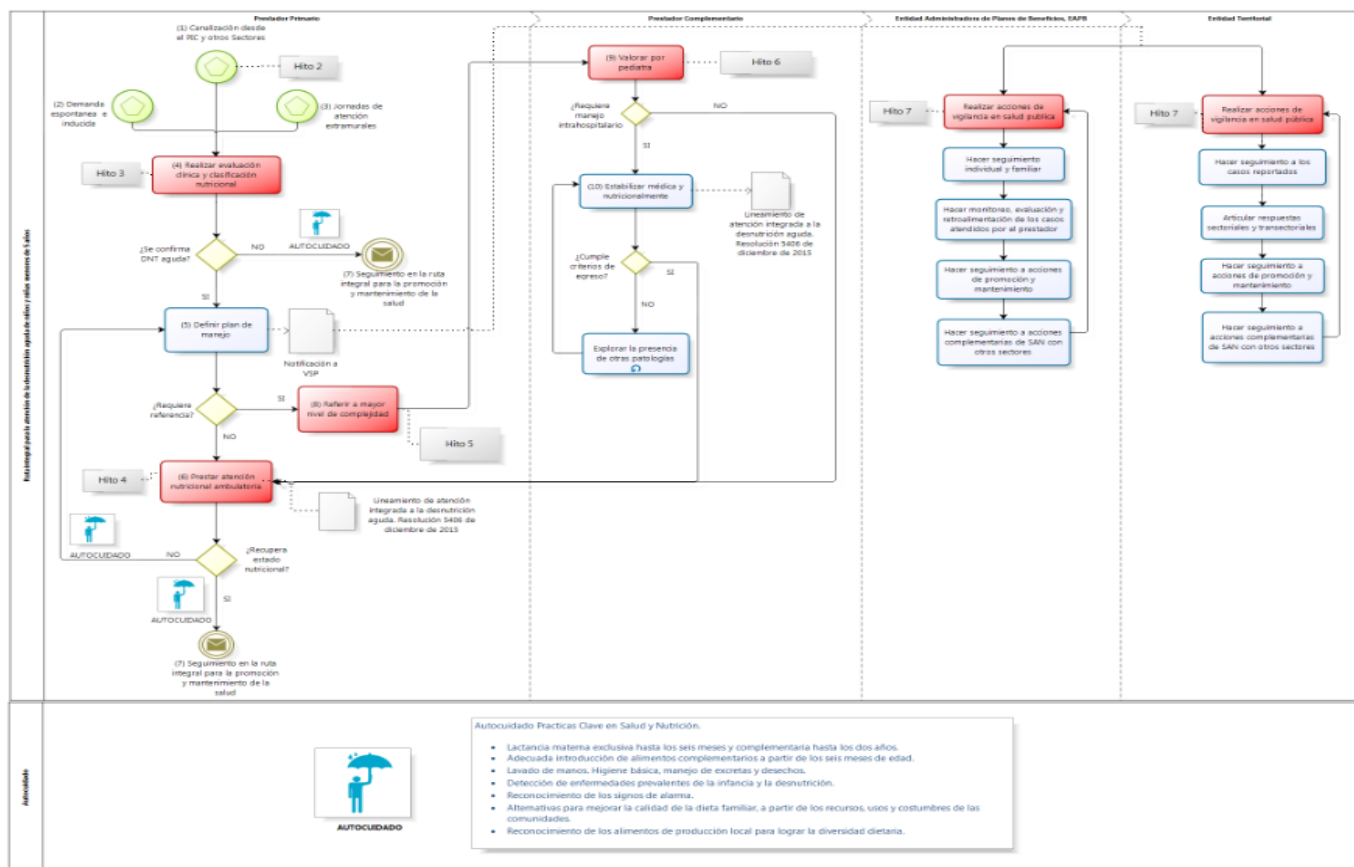 Prestador Primario
Prestador Complementario
Entidad Administradora de Planes de Beneficios, EAPB
Entidad Territorial
Ruta integral para la atención de la desnutrición aguda de niños y niñas menores de 5 años
(1) Canalización desde
el PIC y otros Sectores
Hito 2
(2) Demanda
espontanea e
inducida
(3) Jornadas de
atención
extramurales
Hito 3
(4) Realizar evaluación
clínica y clasificación
nutricional
AUTOCUIDADO
¿Se confirma
DNT aguda?
NO
(7) Seguimiento en la ruta
integral para la promoción
y mantenimiento de la
salud
SI
(5) Definir plan de
manejo
Notificación a
VSP
¿Requiere
referencia?
SI
(8) Referir a mayor
nivel de complejidad
NO
Hito 5
Hito 4
(6) Prestar atención
nutricional ambulatoria
Lineamiento de atención
integrada a la desnutrición
aguda. Resolución 5406 de
diciembre de 2015
AUTOCUIDADO
NO
¿Recupera
estado
nutricional?
SI
AUTOCUIDADO
(7) Seguimiento en la ruta
integral para la promoción
y mantenimiento de la
salud
(9) Valorar por
pediatra
Hito 6
¿Requiere
manejo
intrahospitalario
NO
SI
(10) Estabilizar médica y
nutricionalmente
Lineamiento de
atención integrada a la
desnutrición aguda.
Resolución 5406 de
diciembre de 2015
¿Cumple
criterios de
egreso?
SI
NO
Explorar la presencia
de otras patologías
Hito 7
Realizar acciones de
vigilancia en salud pública
Hacer seguimiento
individual y familiar
Hacer monitoreo, evaluación y
retroalimentación de los casos
atendidos por el prestador
Hacer seguimiento a acciones
de promoción y
mantenimiento
Hacer seguimiento a acciones
complementarias de SAN con
otros sectores
Hito 7
Realizar acciones de
vigilancia en salud pública
Hacer seguimiento a los
casos reportados
Articular respuestas
sectoriales y transectoriales
Hacer seguimiento a
acciones de promoción y
mantenimiento
Hacer seguimiento a
acciones complementarias
de SAN con otros sectores
Autocuidado
AUTOCUIDADO
Autocuidado Practicas Clave en Salud y Nutrición.
• Lactancia materna exclusiva hasta los seis meses y complementaria hasta los dos años.
• Adecuada introducción de alimentos complementarios a partir de los seis meses de edad.
• Lavado de manos. Higiene básica, manejo de excretas y desechos.
• Detección de enfermedades prevalentes de la infancia y la desnutrición.
• Reconocimiento de los signos de alarma.
• Alternativas para mejorar la calidad de la dieta familiar, a partir de los recursos, usos y costumbres de las
comunidades.
• Reconocimiento de los alimentos de producción local para lograr la diversidad dietaria.